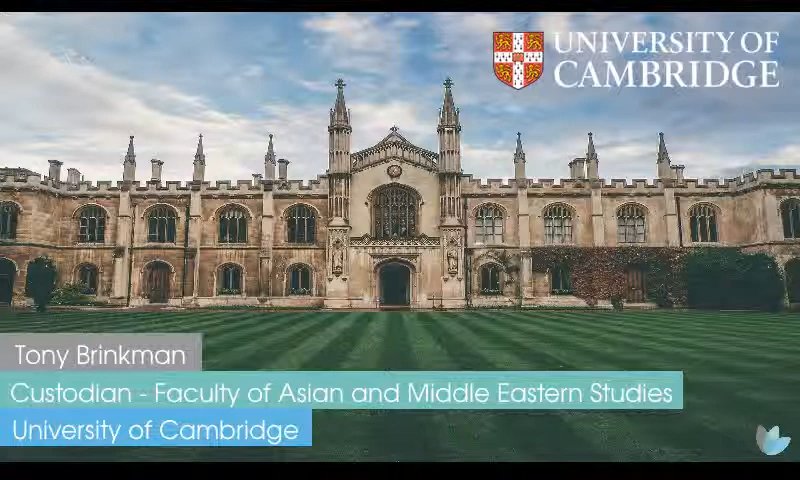 UNIVERSITY OF
CAMBRIDGE
Tony Brinkman
Custodian - Faculty of Asian and Middle Eastern Studies
University of Cambridge